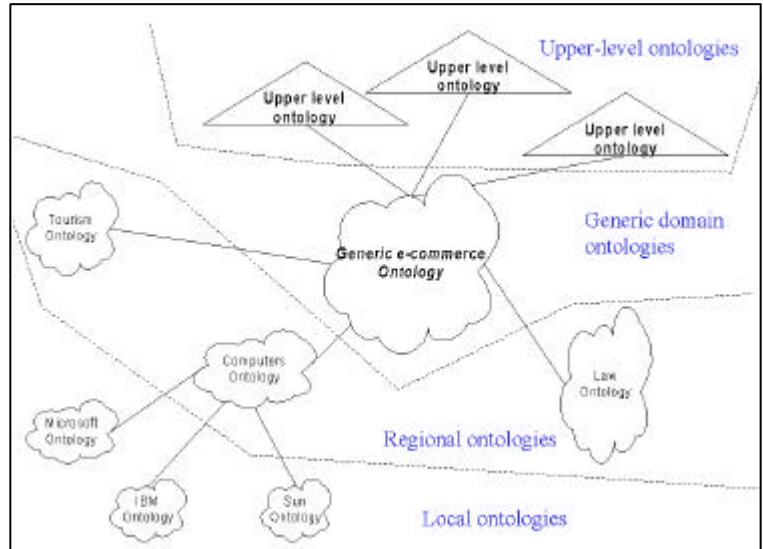 Upper-level ontologies
Upper level
ontology
Upper level
ontology
Upper level
ontology
Tourism
Ontology
Generic e-commerce
Ontology
Generic domain
ontologies
Computers
Ontology
Law
Ontology
Microsoft
Ontology
Regional ontologies
IBM
Ontology
Sun
Ontology
Local ontologies